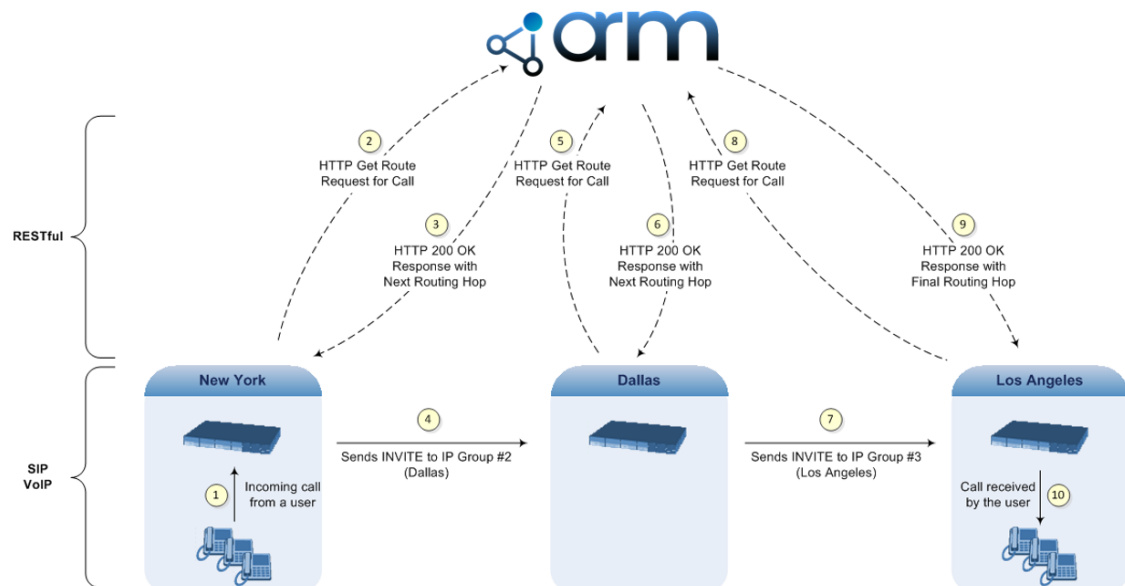 arm
2
HTTP Get Route
Request for Call
3
HTTP 200 OK
Response with
Next Routing Hop
5
HTTP Get Route
Request for Call
6
HTTP 200 OK
Response with
Next Routing Hop
8
HTTP Get Route
Request for Call
9
HTTP 200 OK
Response with
Final Routing Hop
RESTful
New York
Dallas
Los Angeles
SIP
VoIP
1
Incoming call
from a user
4
Sends INVITE to IP Group #2
(Dallas)
7
Sends INVITE to IP Group #3
(Los Angeles)
Call received
by the user
10